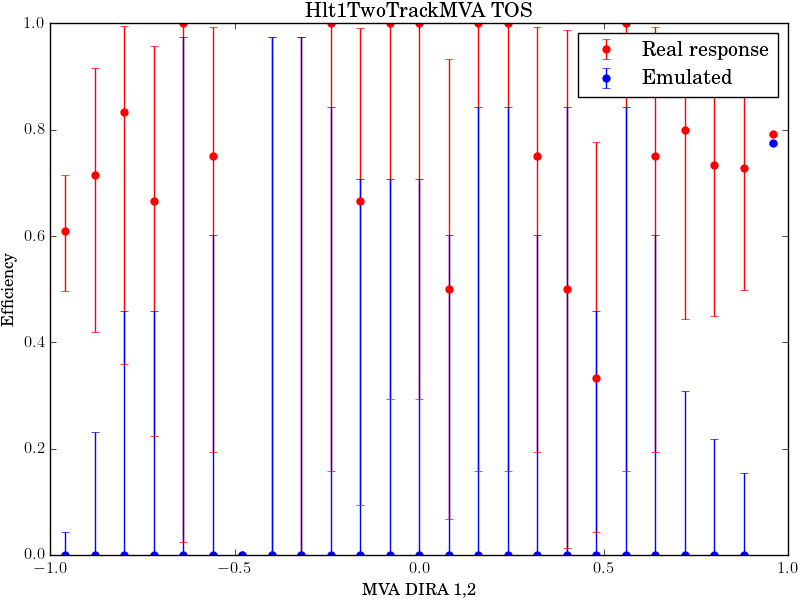 Hlt1TwoTrackMVA TOS
1.0
0.8
0.6
0.4
0.2
0.0
Efficiency
Real response
Emulated
−1.0 −0.5 0.0 0.5 1.0
MVA DIRA 1,2